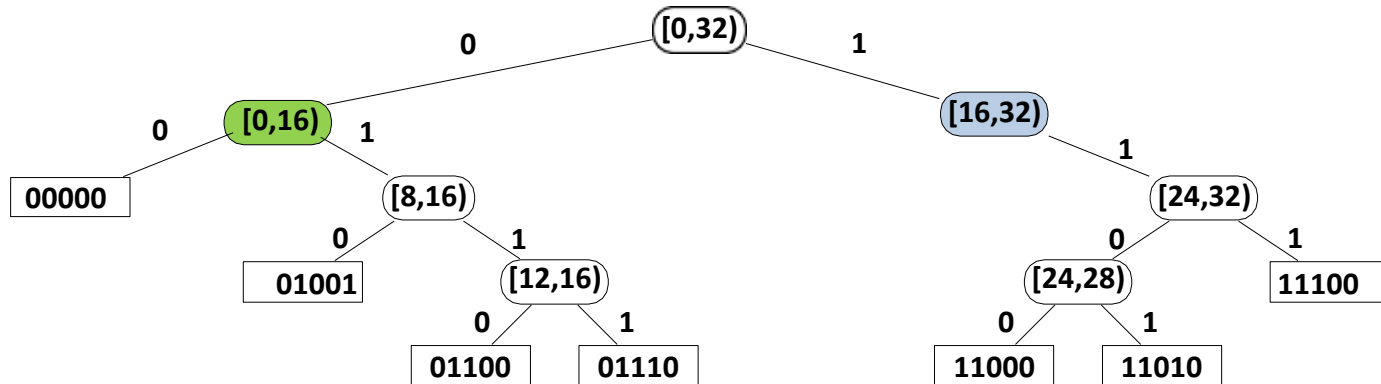 [0,32)
0 1
[0,16) [16,32)
0 1 1
00000 [8,16) [24,32)
0 1 0 1
01001 [12,16) [24,28) 11100
0 1 0 1
01100 01110 11000 11010